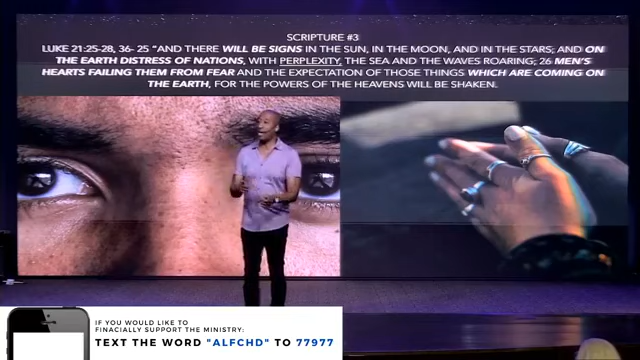 SCRIPTURE #3
LUKE 21:25-28, 36- 25 "AND THERE WILL BE SIGNS IN THE SUN, IN THE MOON, AND IN THE STARS; AND ON
THE EARTH DISTRESS OF NATIONS, WITH PERPLEXITY, THE SEA AND THE WAVES ROARING; 26 MEN'S
HEARTS FAILING THEM FROM FEAR AND THE EXPECTATION OF THOSE THINGS WHICH ARE COMING ON
THE EARTH, FOR THE POWERS OF THE HEAVENS WILL BE SHAKEN.
IF YOU WOULD LIKE TO
FINACIALLY SUPPORT THE MINISTRY:
TEXT THE WORD "ALFCHD" TO 77977